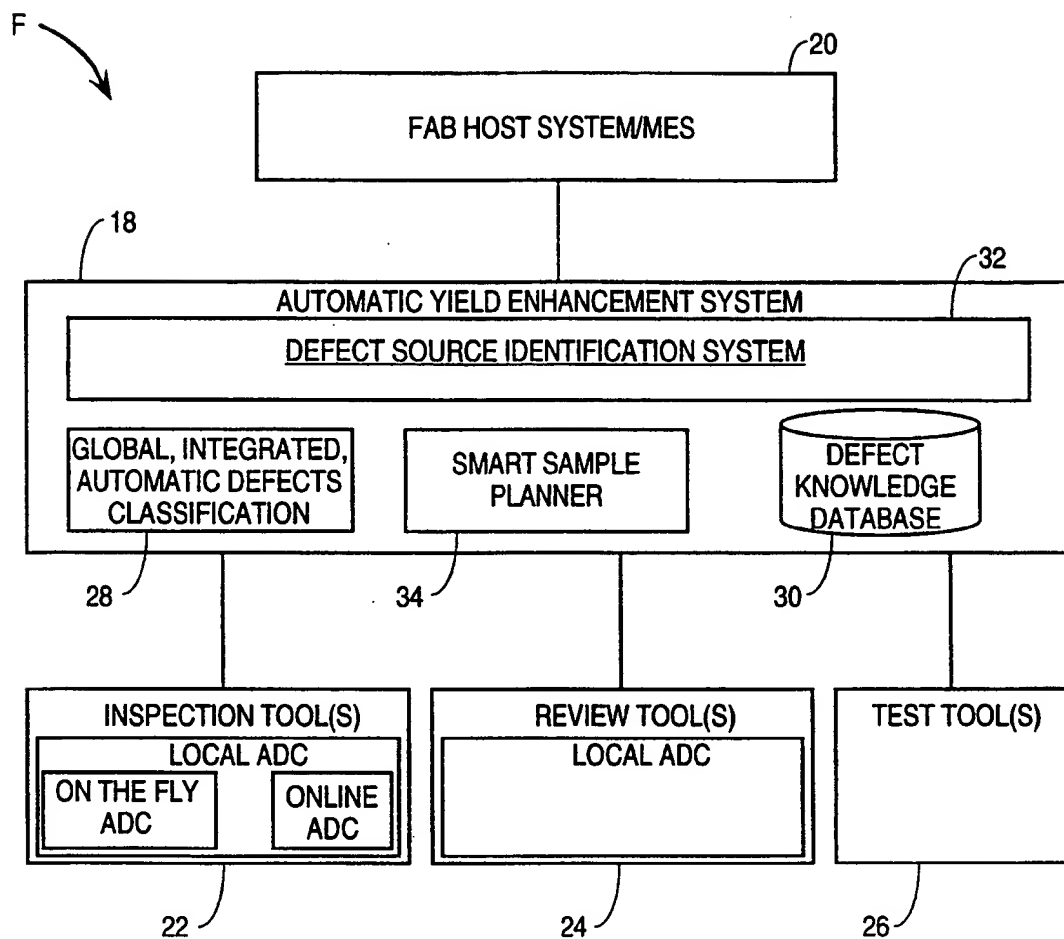 F
20
FAB HOST SYSTEM/MES
18
32
AUTOMATIC YIELD ENHANCEMENT SYSTEM
DEFECT SOURCE IDENTIFICATION SYSTEM
GLOBAL, INTEGRATED,
AUTOMATIC DEFECTS
CLASSIFICATION
SMART SAMPLE
PLANNER
DEFECT
KNOWLEDGE
DATABASE
28
34
30
INSPECTION TOOL(S)
LOCAL ADC
ON THE FLY
ADC
ONLINE
ADC
REVIEW TOOL(S)
LOCAL ADC
TEST TOOL(S)
22
24
26